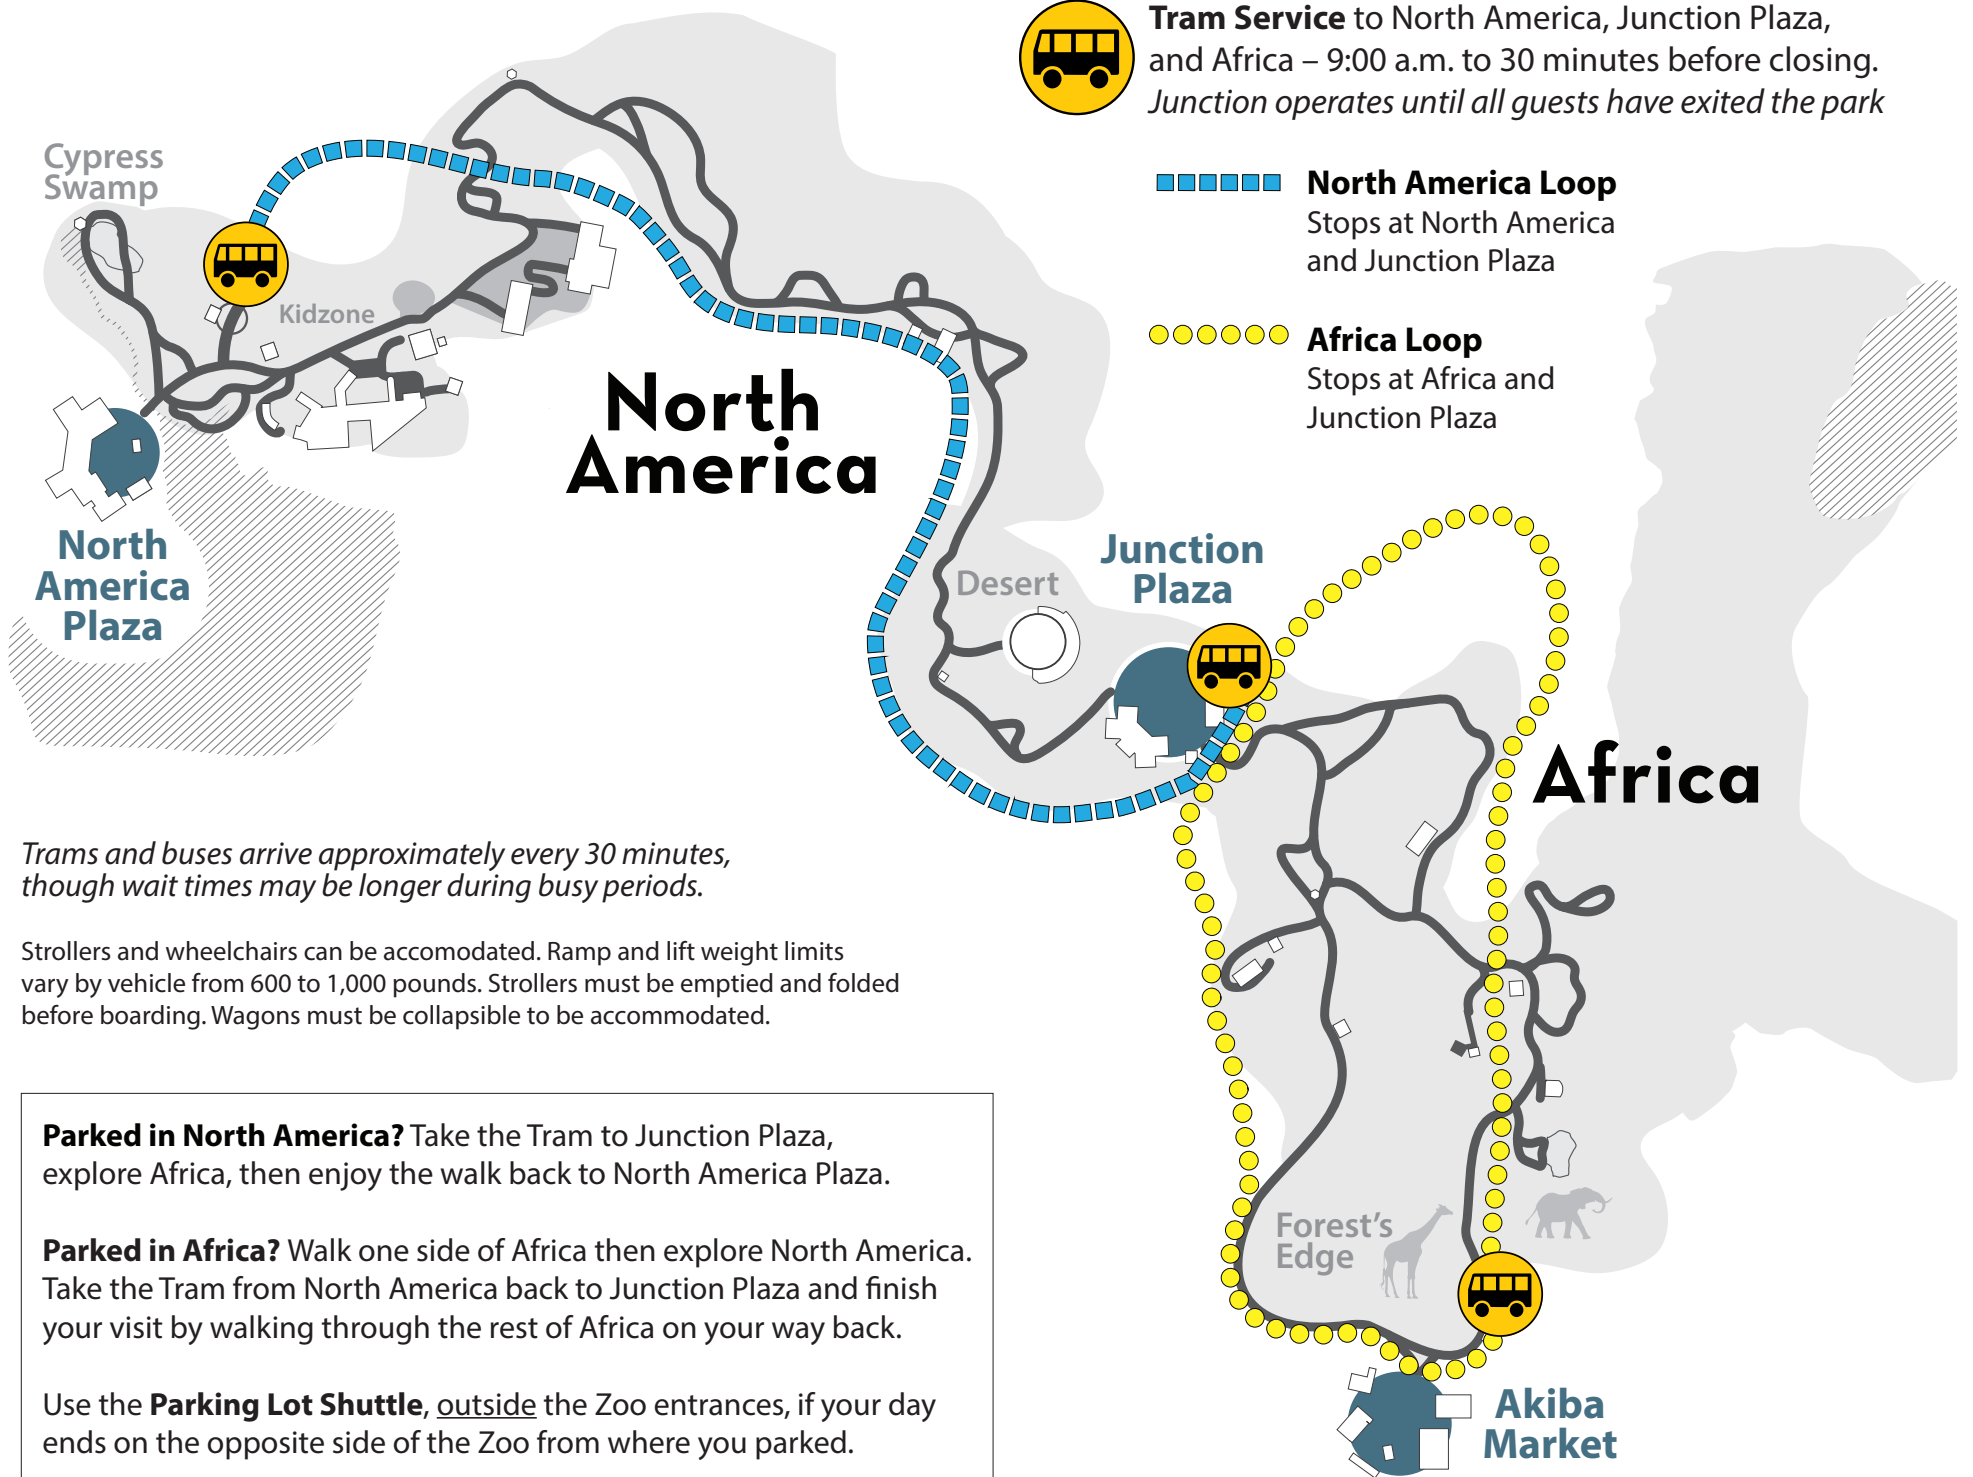 Tram Service to North America, Junction Plaza,
and Africa – 9:00 a.m. to 30 minutes before closing.
Junction operates until all guests have exited the park
North America Loop
Stops at North America
and Junction Plaza
Africa Loop
Stops at Africa and
Junction Plaza
Cypress
Swamp
Kidzone
North
America
North
America
Plaza
Desert
Junction
Plaza
Africa
Trams and buses arrive approximately every 30 minutes,
though wait times may be longer during busy periods.
Strollers and wheelchairs can be accomodated. Ramp and lift weight limits
vary by vehicle from 600 to 1,000 pounds. Strollers must be emptied and folded
before boarding. Wagons must be collapsible to be accommodated.
Parked in North America? Take the Tram to Junction Plaza,
explore Africa, then enjoy the walk back to North America Plaza.
Parked in Africa? Walk one side of Africa then explore North America.
Take the Tram from North America back to Junction Plaza and finish
your visit by walking through the rest of Africa on your way back.
Use the Parking Lot Shuttle, outside the Zoo entrances, if your day
ends on the opposite side of the Zoo from where you parked.
Forest's
Edge
Akiba
Market